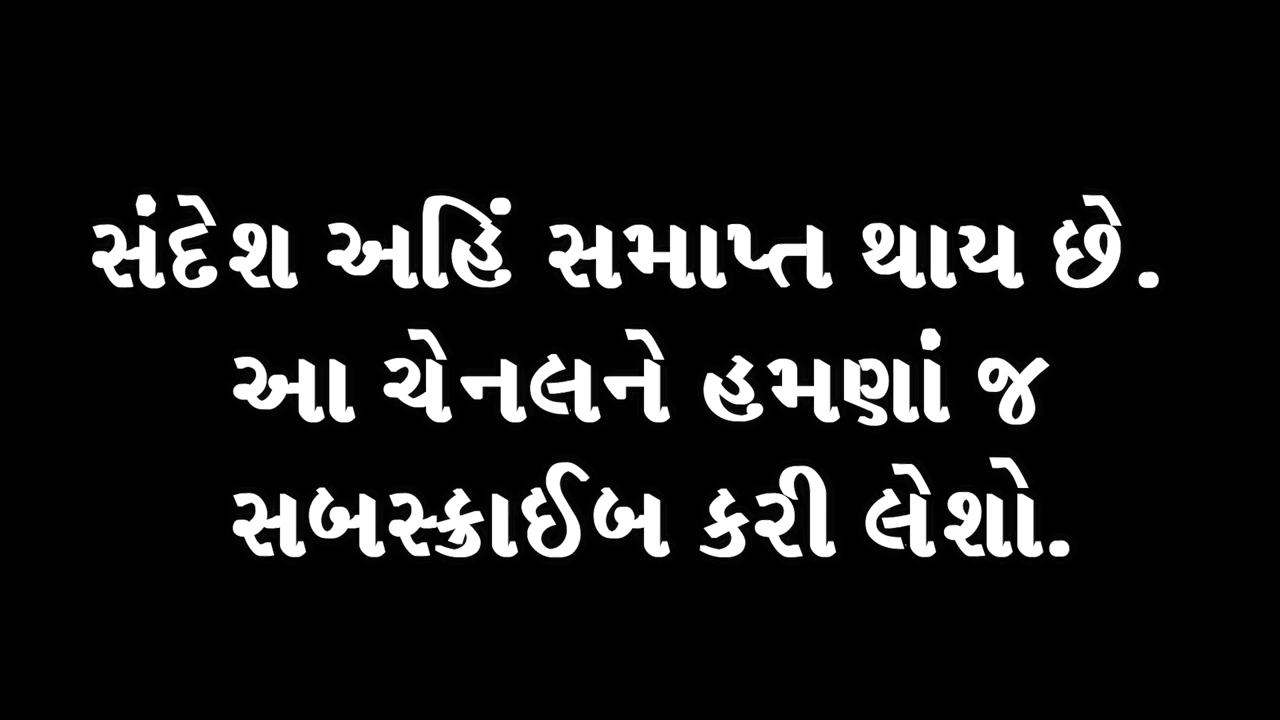 સંદેશ અહિં સમાપ્ત થાય છે.
આ ચેનલને હમણાં જ
સબસ્ક્રાઈબ કરી લેશો.